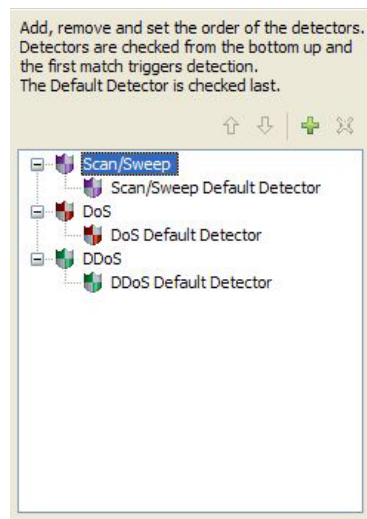 Add, remove and set the order of the detectors.
Detectors are checked from the bottom up and
the first match triggers detection.
The Default Detector is checked last.
Scan/Sweep
Scan/Sweep Default Detector
DoS
DoS Default Detector
DDoS
DDoS Default Detector